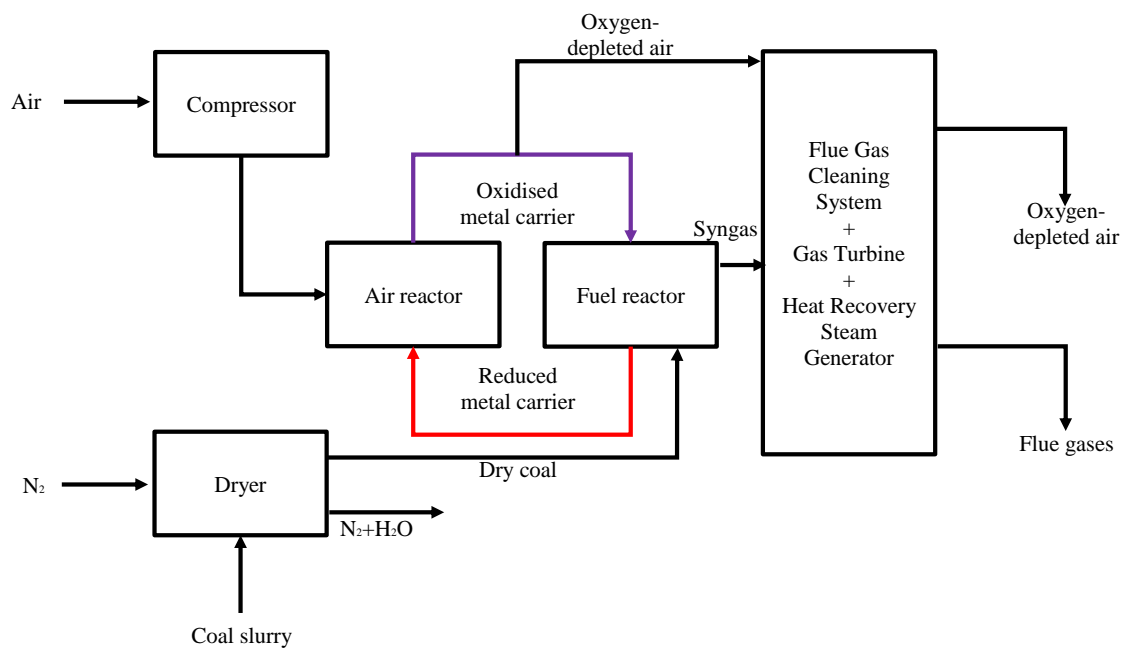 Oxygen-
depleted air
Air
Compressor
Oxidised
metal carrier
Syngas
Air reactor
Fuel reactor
Flue Gas
Cleaning
System
+
Gas Turbine
+
Heat Recovery
Steam
Generator
Oxygen-
depleted air
Reduced
metal carrier
Flue gases
Dry coal
N₂
Dryer
N₂+H₂O
Coal slurry